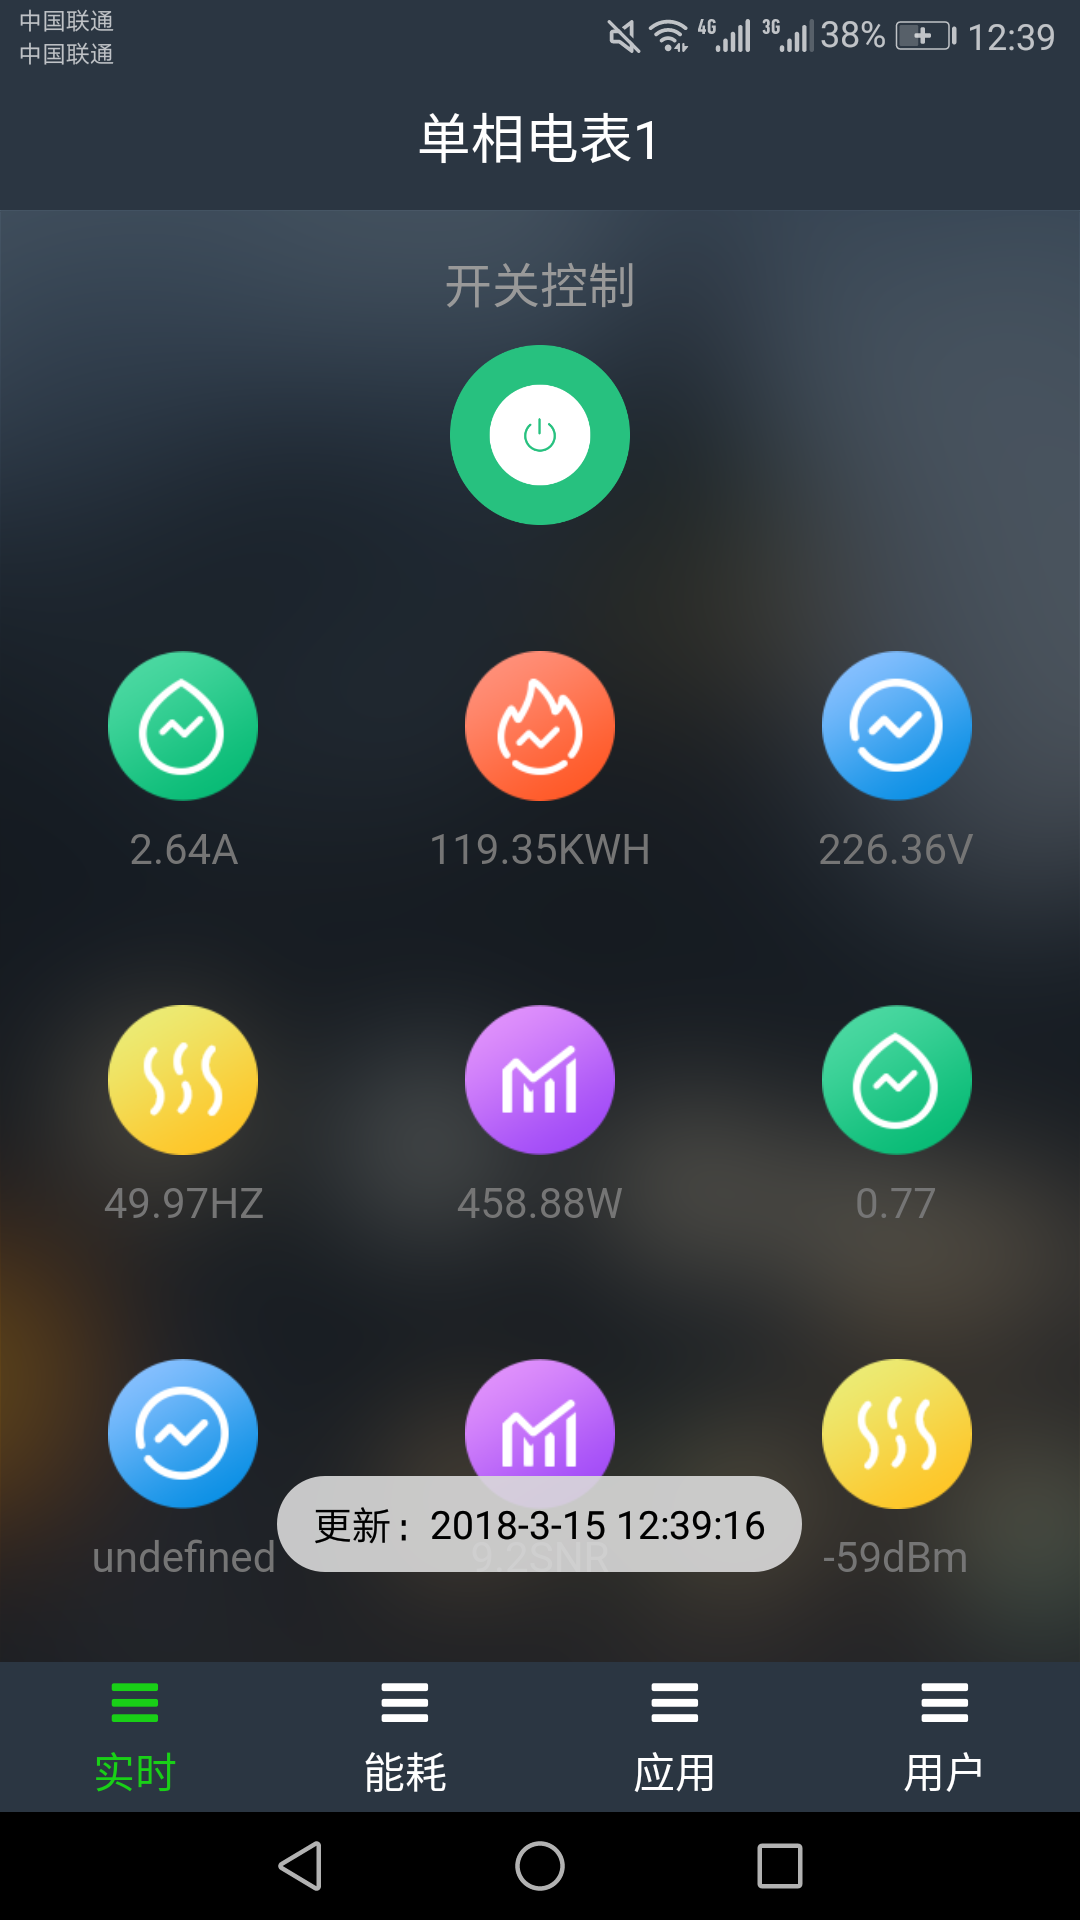 中国联通
中国联通
4G 3G 38% 12:39
单相电表1
开关控制
2.64A 119.35KWH 226.36V
49.97HZ 458.88W 0.77
undefined 9.2SNR -59dBm
更新：2018-3-15 12:39:16
实时 能耗 应用 用户